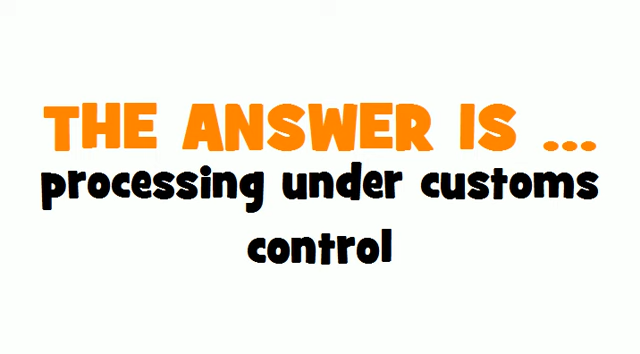 THE ANSWER IS ...
processing under customs
control